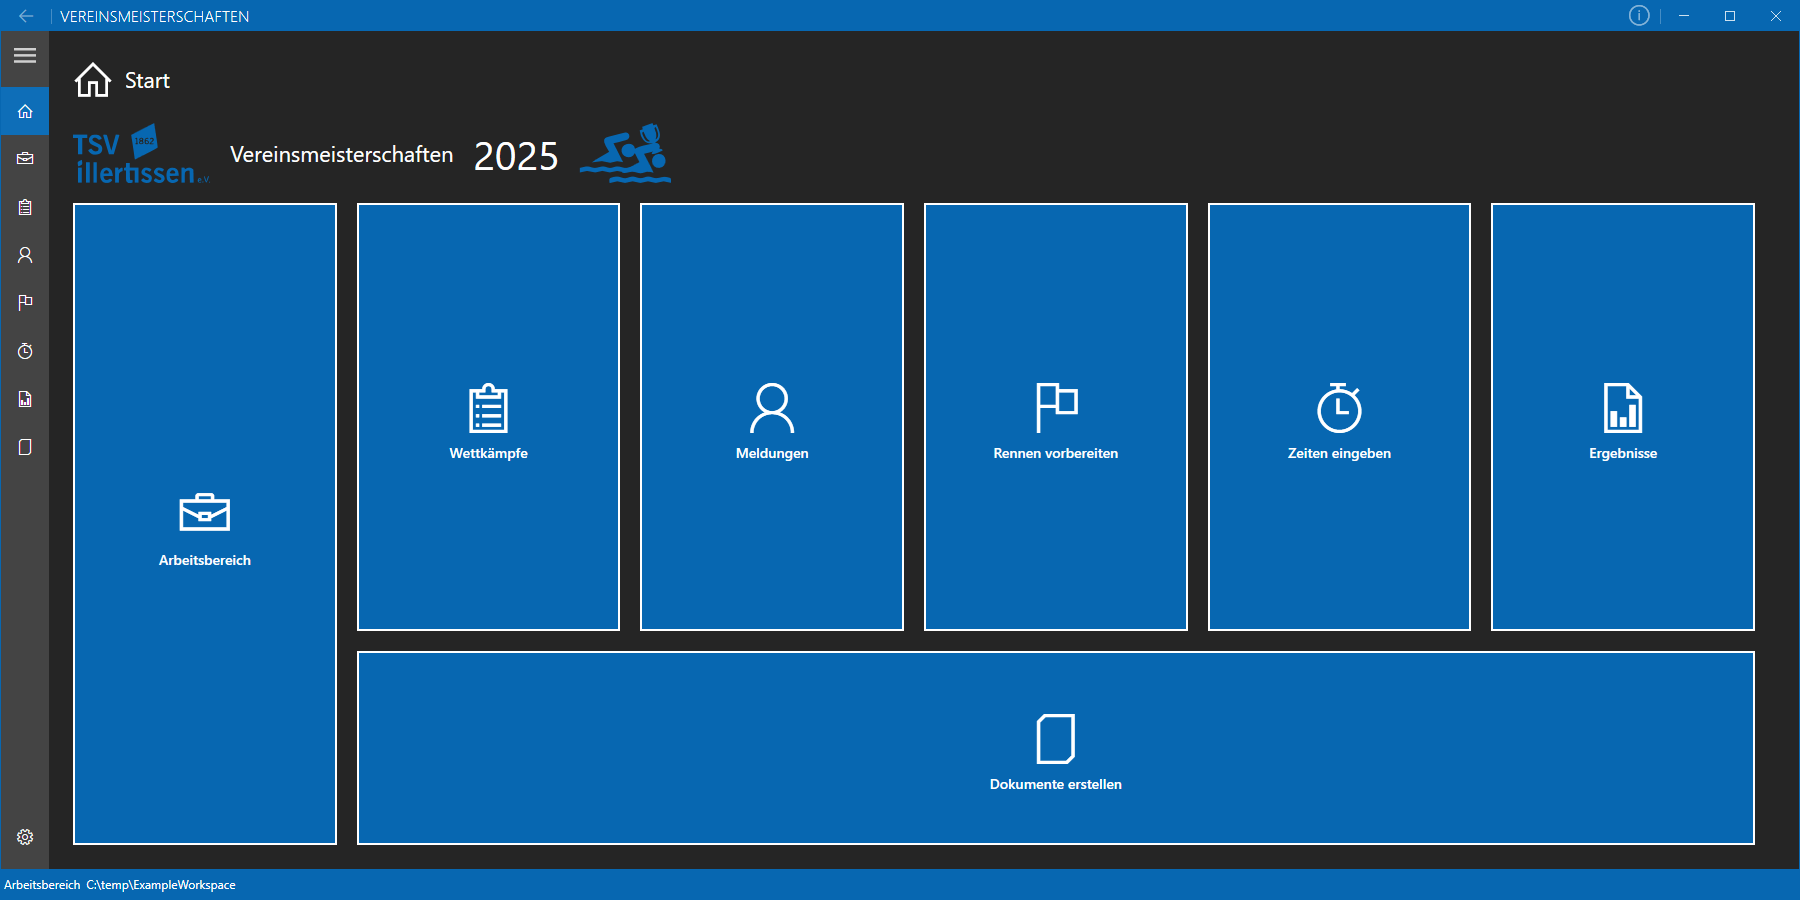 VEREINSMEISTERSCHAFTEN
Start
TSV 1862
illertissen e.V.
Vereinsmeisterschaften 2025
Arbeitsbereich
Wettkämpfe
Meldungen
Rennen vorbereiten
Zeiten eingeben
Ergebnisse
Dokumente erstellen
Arbeitsbereich C:\temp\ExampleWorkspace